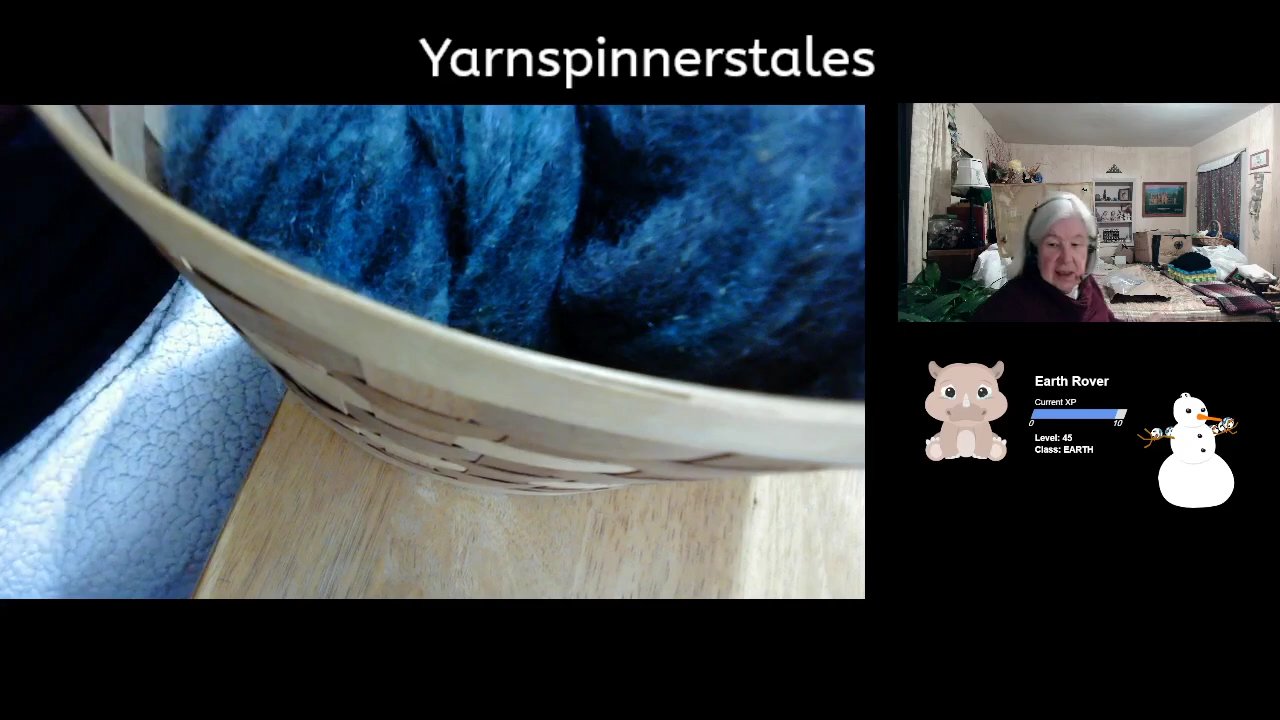 Yarnspinnerstales
Earth Rover
Current XP
0 10
Level: 45
Class: EARTH